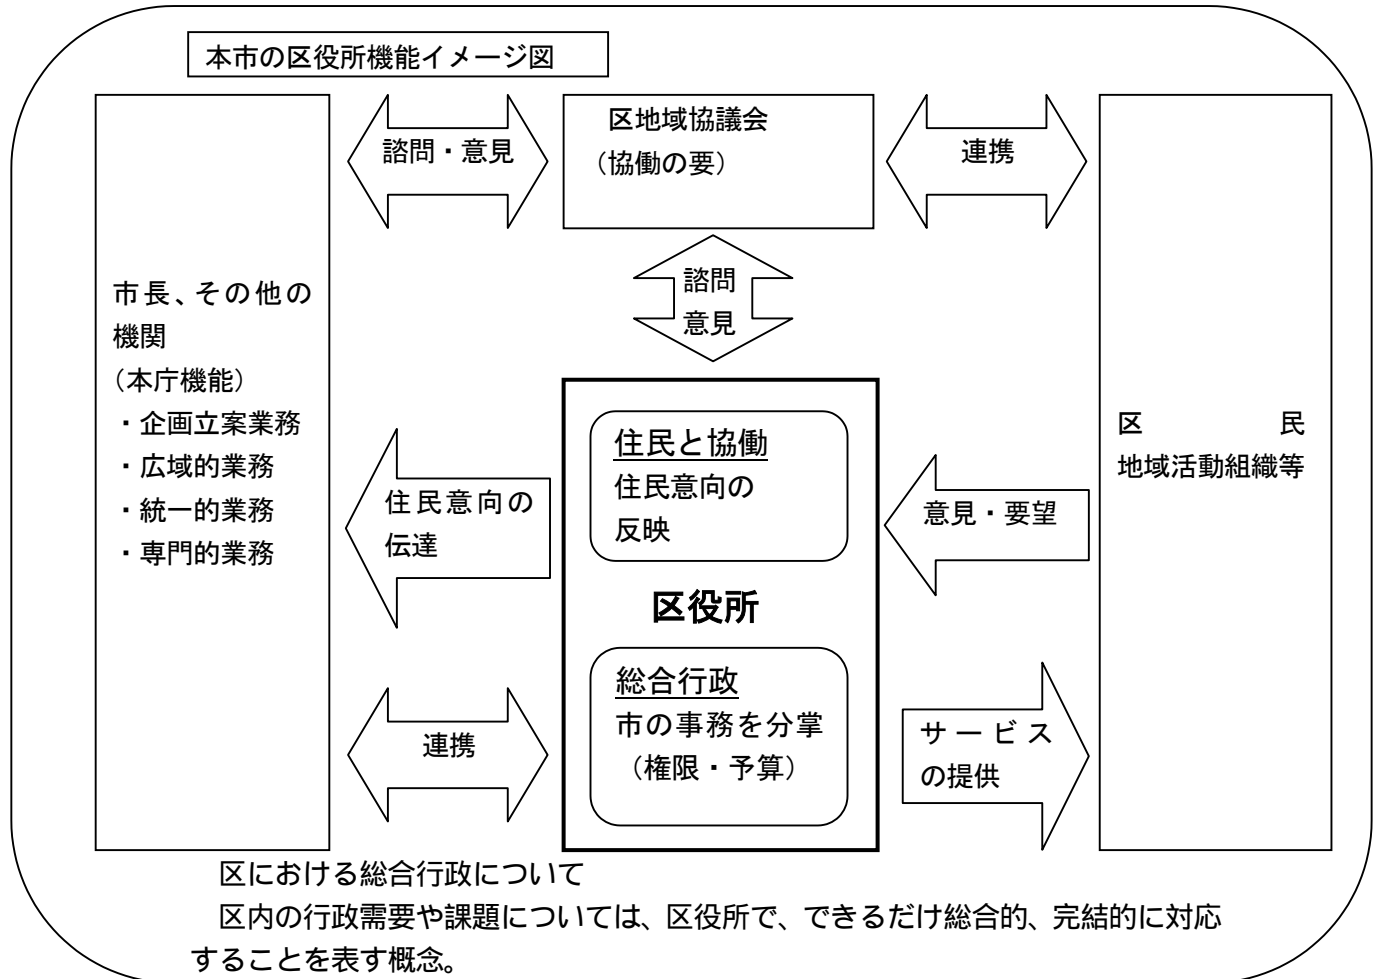 本市の区役所機能イメージ図
諮問・意見
区地域協議会
（協働の要）
連携
諮問
意見
市長、その他の
機関
（本庁機能）
・企画立案業務
・広域的業務
・統一的業務
・専門的業務
住民意向の
伝達
連携
住民と協働
住民意向の
反映
区役所
総合行政
市の事務を分掌
（権限・予算）
意見・要望
サービス
の提供
区民
地域活動組織等
区における総合行政について
区内の行政需要や課題については、区役所で、できるだけ総合的、完結的に対応
することを表す概念。